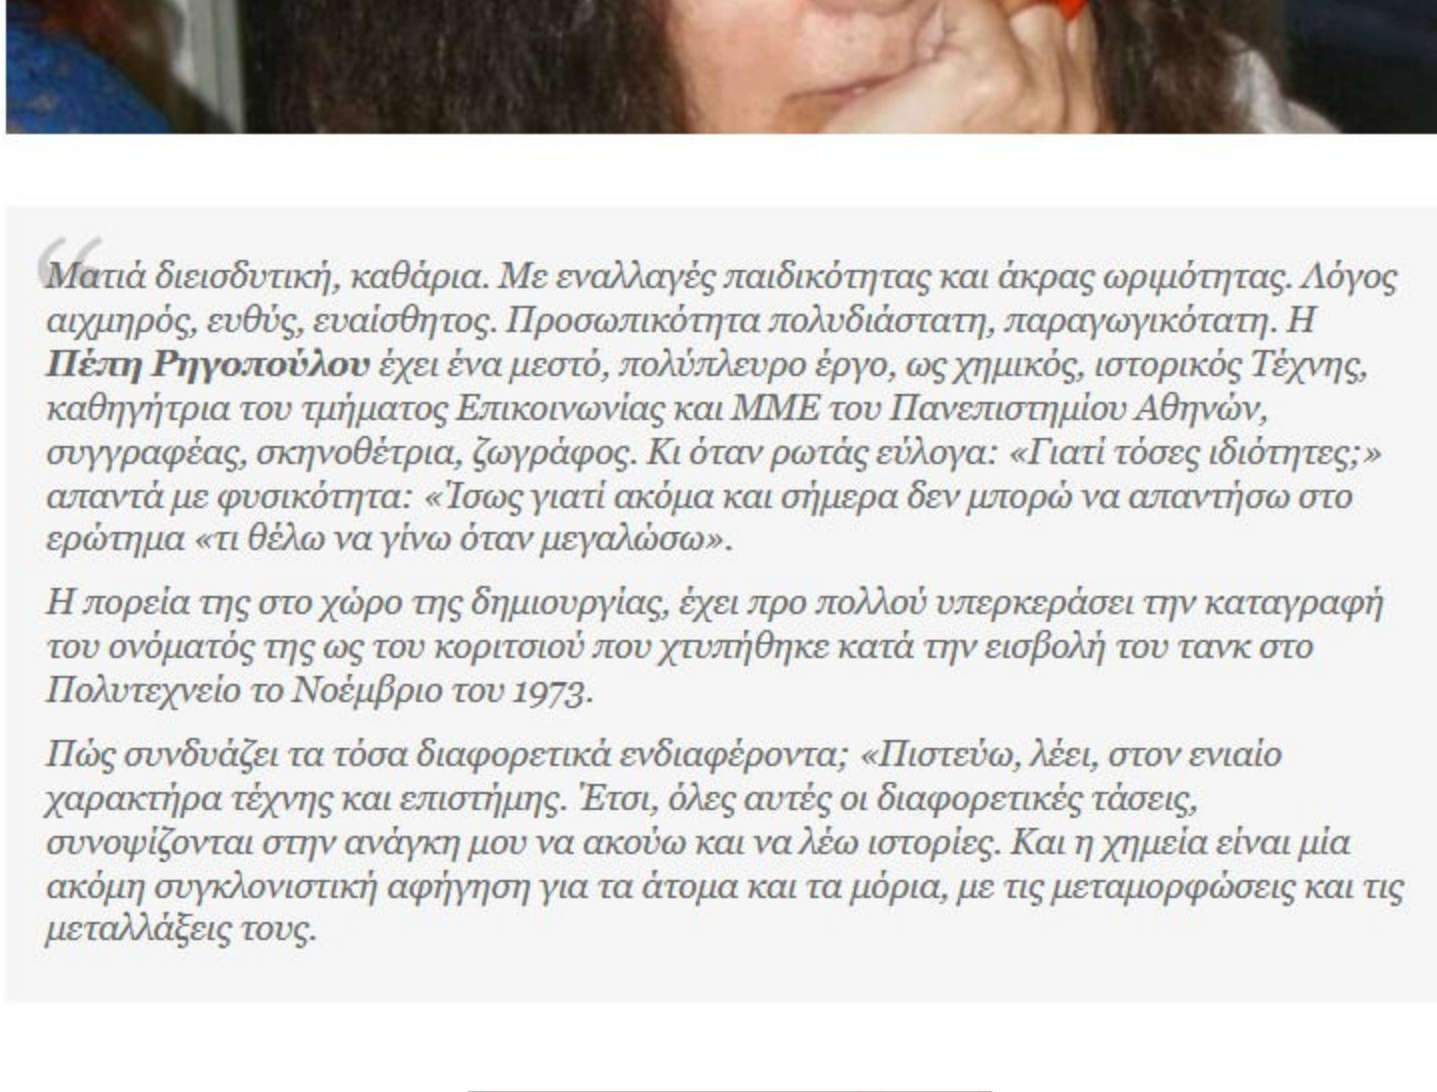 Ματιά διεισδυτική, καθάρια. Με εναλλαγές παιδικότητας και άκρας ωριμότητας. Λόγος
αιχμηρός, ευθύς, ευαίσθητος. Προσωπικότητα πολυδιάστατη, παραγωγικότατη. Η
Πέπη Ρηγοπούλου έχει ένα μεστό, πολύπλευρο έργο, ως χημικός, ιστορικός Τέχνης,
καθηγήτρια του τμήματος Επικοινωνίας και ΜΜΕ του Πανεπιστημίου Αθηνών,
συγγραφέας, σκηνοθέτρια, ζωγράφος. Κι όταν ρωτάς εύλογα: «Γιατί τόσες ιδιότητες;»
απαντά με φυσικότητα: «Ίσως γιατί ακόμα και σήμερα δεν μπορώ να απαντήσω στο
ερώτημα «τι θέλω να γίνω όταν μεγαλώσω».
Η πορεία της στο χώρο της δημιουργίας, έχει προ πολλού υπερκεράσει την καταγραφή
του ονόματός της ως του κοριτσιού που χτυπήθηκε κατά την εισβολή του τανκ στο
Πολυτεχνείο το Νοέμβριο του 1973.
Πώς συνδυάζει τα τόσα διαφορετικά ενδιαφέροντα; «Πιστεύω, λέει, στον ενιαίο
χαρακτήρα τέχνης και επιστήμης. Έτσι, όλες αυτές οι διαφορετικές τάσεις,
συνοψίζονται στην ανάγκη μου να ακούω και να λέω ιστορίες. Και η χημεία είναι μία
ακόμη συγκλονιστική αφήγηση για τα άτομα και τα μόρια, με τις μεταμορφώσεις και τις
μεταλλάξεις τους.